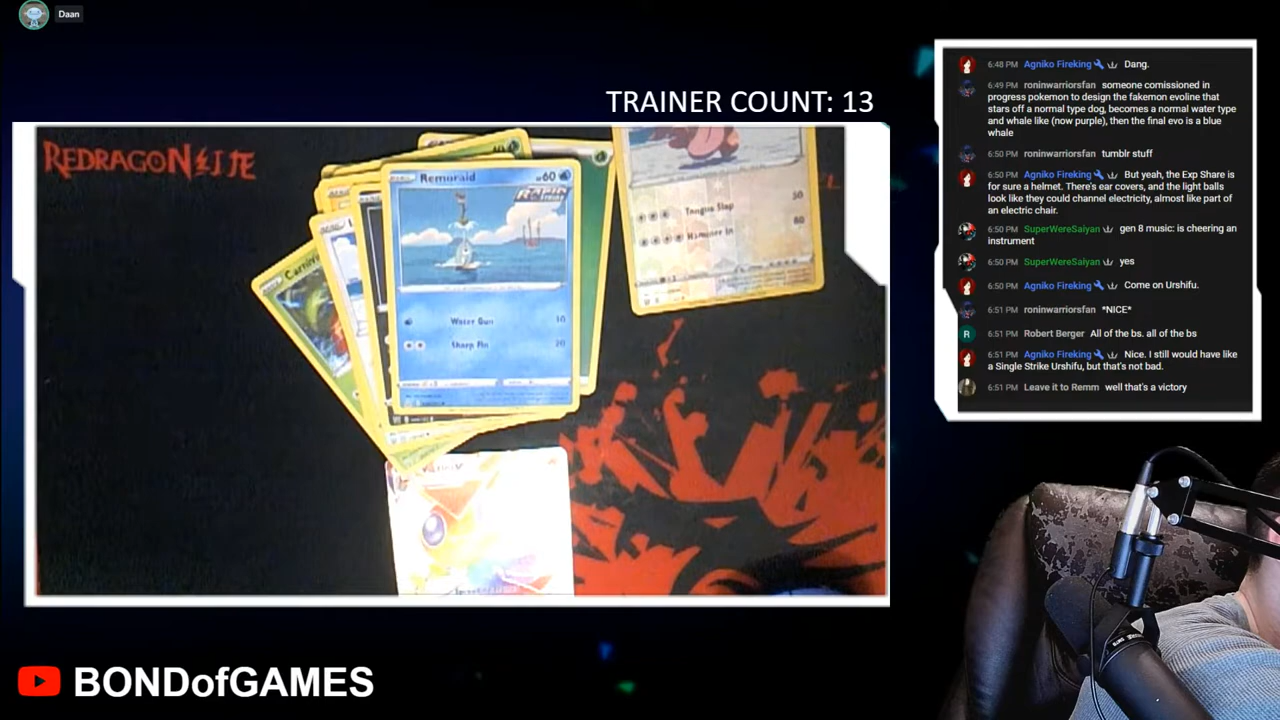 Daan
TRAINER COUNT: 13
REDRAGON
Remoraid
60
Water Gun 10
Sharp Fin 20
Tongue Slap 50
Hammer In 80
6:48 PM Agniko Fireking Dang.
6:49 PM roninwarriorsfan someone comissioned in
progress pokemon to design the fakemon evoline that
stars off a normal type dog, becomes a normal water type
and whale like (now purple), then the final evo is a blue
whale
6:50 PM roninwarriorsfan tumblr stuff
6:50 PM Agniko Fireking But yeah, the Exp Share is
for sure a helmet. There's ear covers, and the light balls
look like they could channel electricity, almost like part of
an electric chair.
6:50 PM SuperWereSaiyan gen 8 music: is cheering an
instrument
6:50 PM SuperWereSaiyan yes
6:50 PM Agniko Fireking Come on Urshifu.
6:51 PM roninwarriorsfan *NICE*
R 6:51 PM Robert Berger All of the bs. all of the bs
6:51 PM Agniko Fireking Nice. I still would have like
a Single Strike Urshifu, but that's not bad.
6:51 PM Leave it to Remm well that's a victory
BONDofGAMES